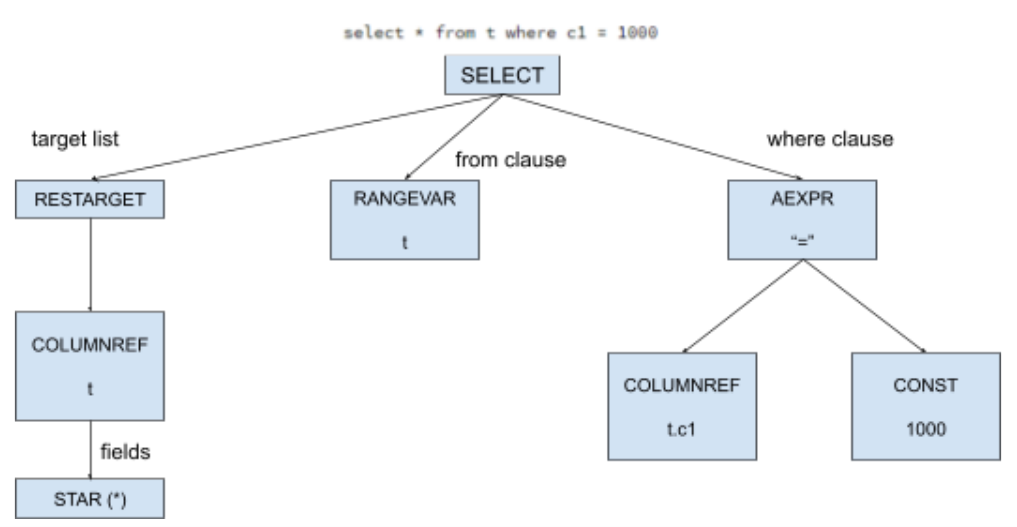 select * from t where c1 = 1000
SELECT
target list
from clause
where clause
RESTARGET
RANGEVAR
t
AEXPR
“=”
COLUMNREF
t
COLUMNREF
t.c1
CONST
1000
fields
STAR (*)